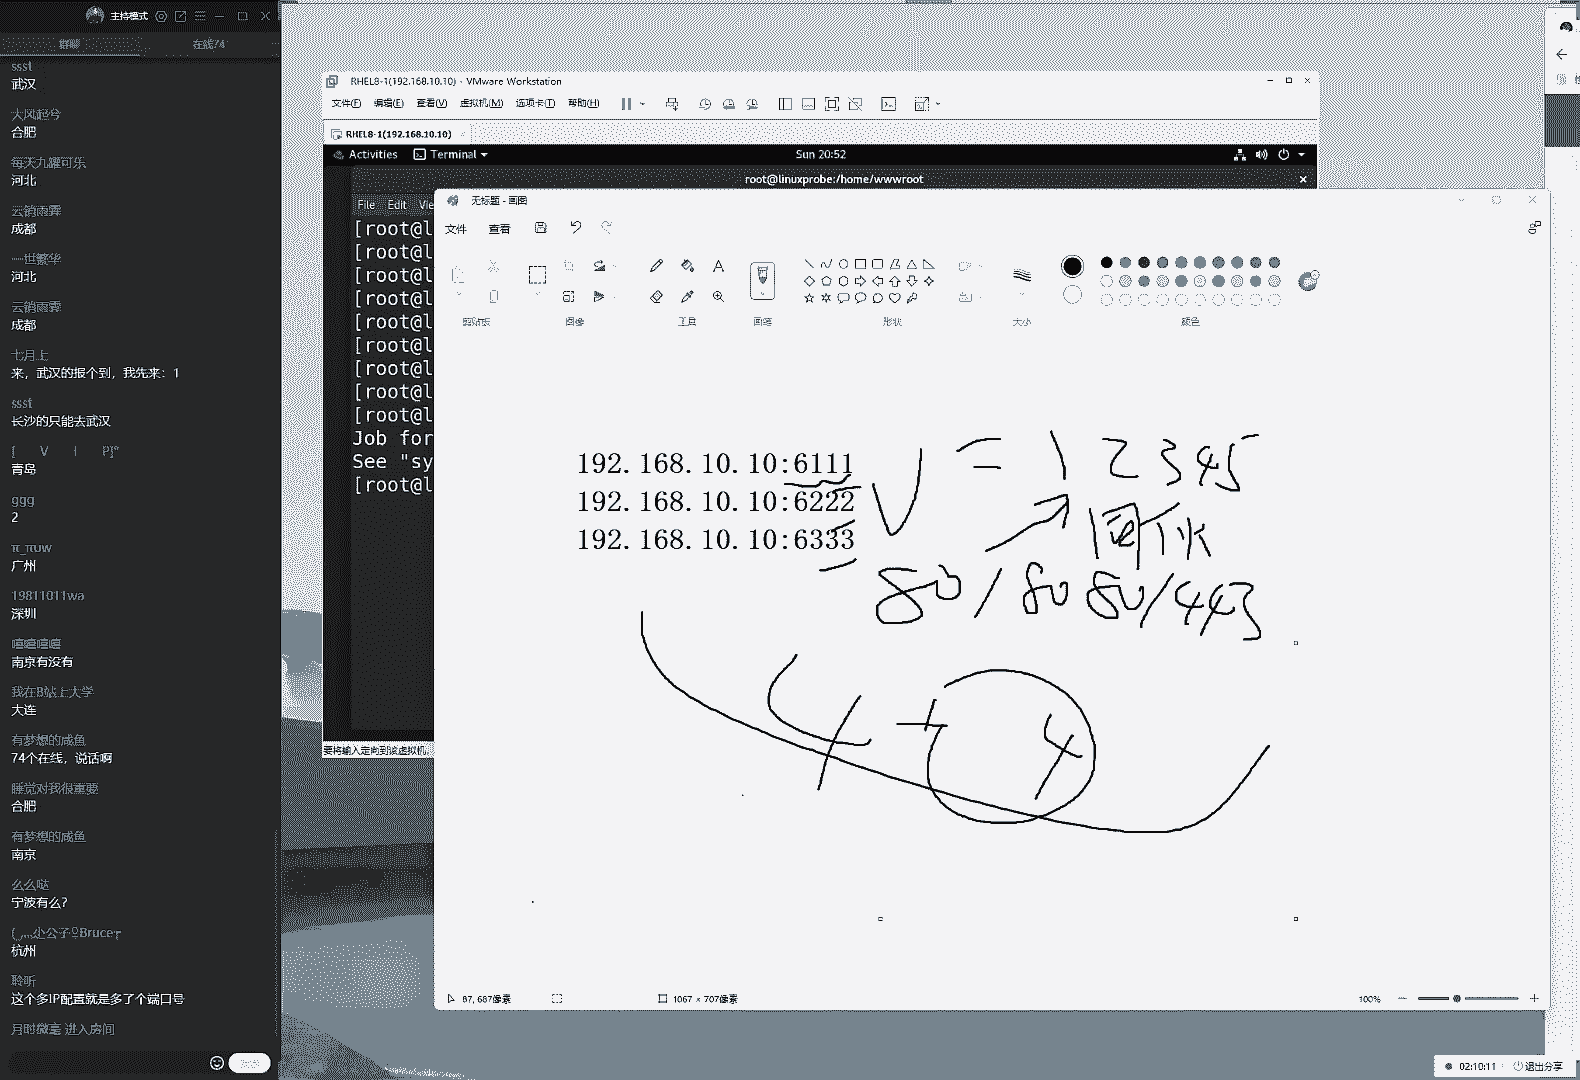 主持模式
群聊
在线74
ssst
武汉
大风起兮
合肥
每天九罐可乐
河北
云销雨霁
成都
一世繁华
河北
云销雨霁
成都
七月上
来，武汉的报个到，我先来：1
ssst
长沙的只能去武汉
青岛
ggg
2
π_πuw
广州
19811011wa
深圳
嘻嘻嘻嘻
南京有没有
我在B站上大学
大连
有梦想的咸鱼
74个在线，说话啊
睡觉对我很重要
合肥
有梦想的咸鱼
南京
么么哒
宁波有么？
小公子Bruce
杭州
聆听
这个多IP配置就是多了个端口号
月时微毫 进入房间
RHEL8-1(192.168.10.10) - VMware Workstation
文件(F) 编辑(E) 查看(V) 虚拟机(M) 选项卡(T) 帮助(H)
RHEL8-1(192.168.10.10)
Activities Terminal Sun 20:52
root@linuxprobe:/home/wwwroot
File Edit Vie
[root@l
[root@l
[root@l
[root@l
[root@l
[root@l
[root@l
[root@l
[root@l
Job for
See "sy
[root@l
要将输入定向到该虚拟机，
无标题 - 画图
文件 查看
剪贴板 图像 工具 画笔 形状 大小 颜色
192.168.10.10:6111
192.168.10.10:6222
192.168.10.10:6333
V = 1 2345
80/8080/443
4 + 4
87, 687像素 1067 × 707像素 100%
02:10:11 退出分享